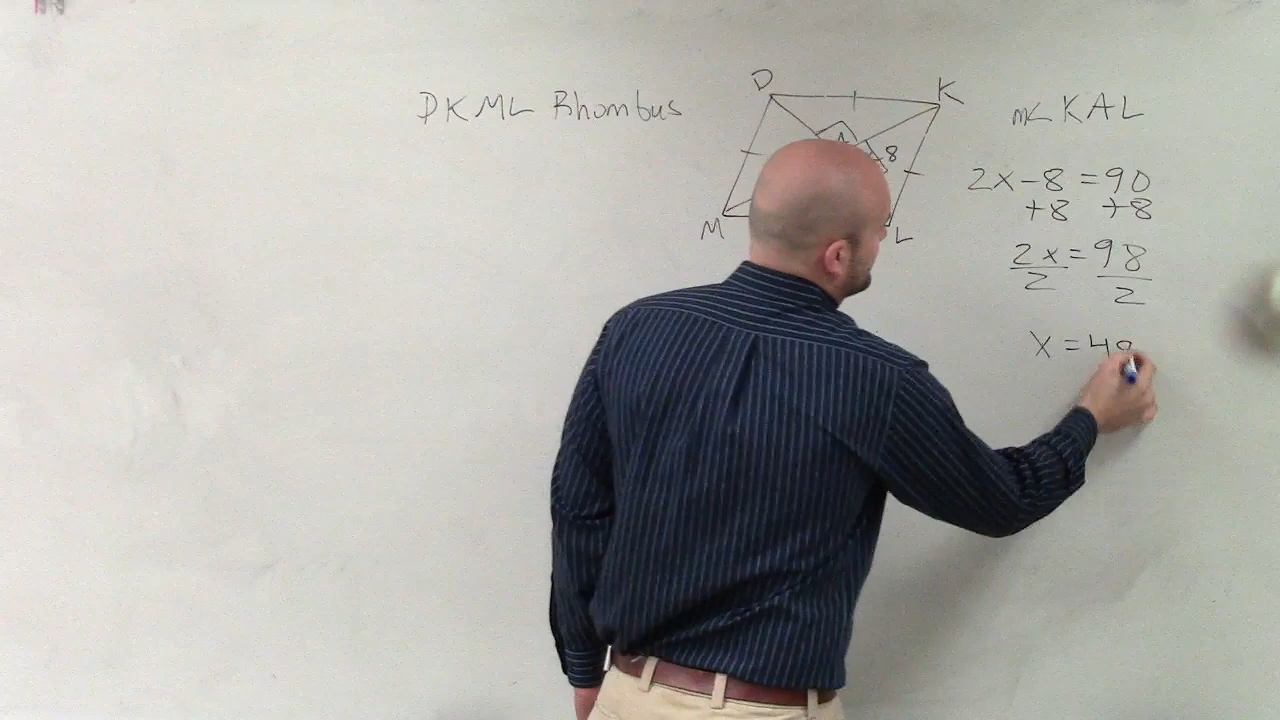 DKML Rhombus
D
K
m∠KAL
A
8
M
L
2x-8=90
+8 +8
2x=98
2 2
x=49